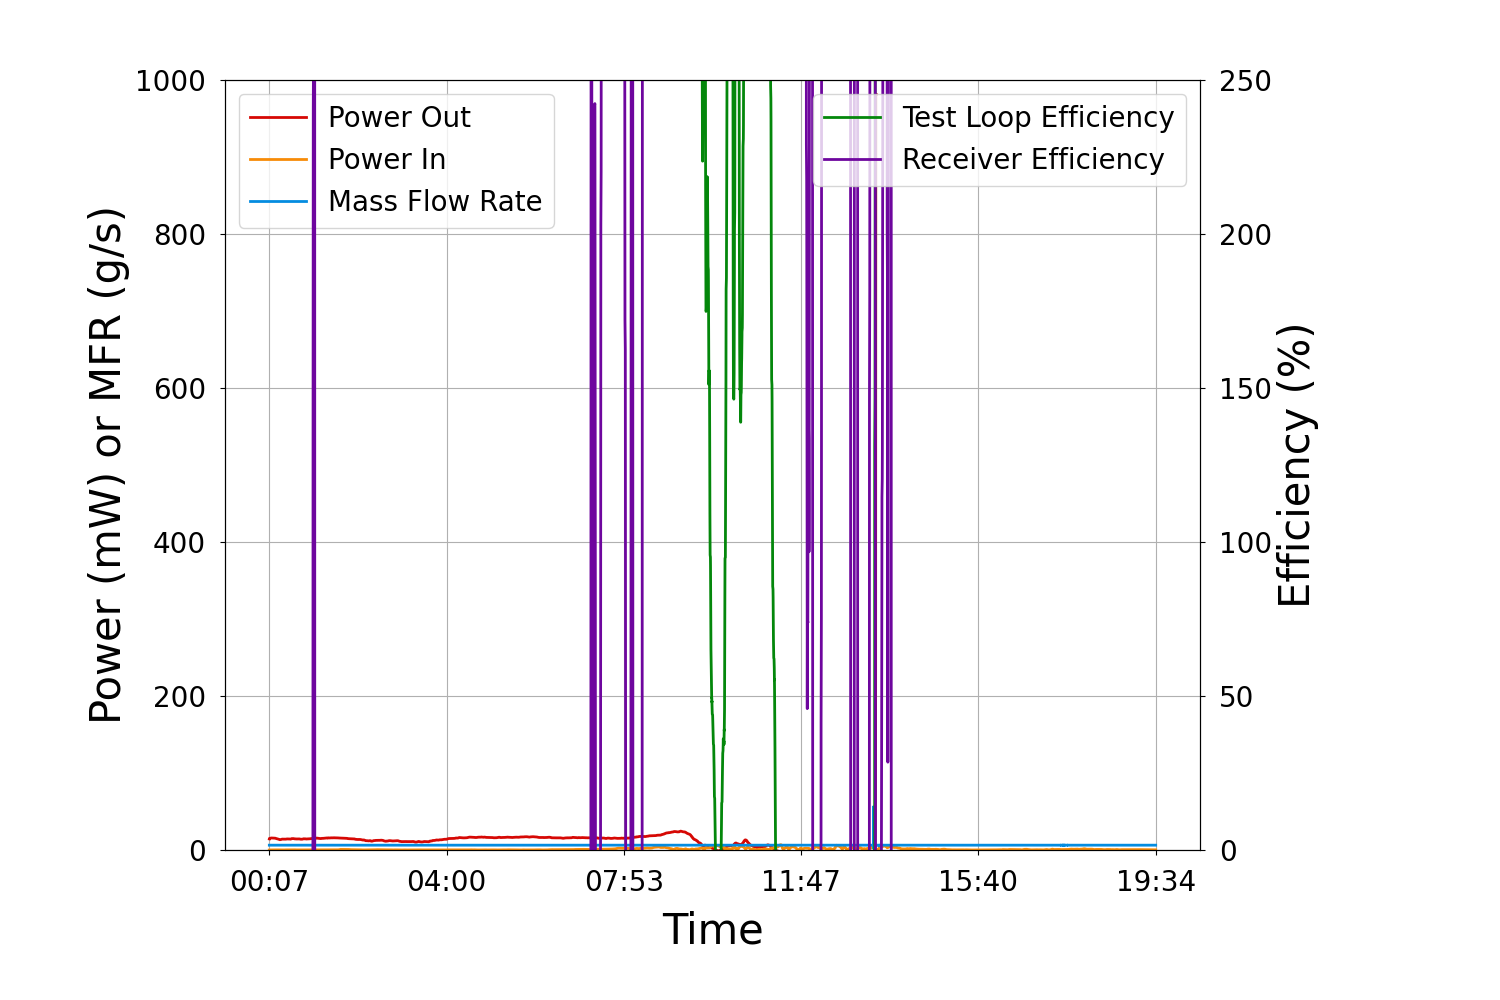 Power (mW) or MFR (g/s)
1000
800
600
400
200
0
Power Out
Power In
Mass Flow Rate
Test Loop Efficiency
Receiver Efficiency
250
200
150
100
50
0
Efficiency (%)
00:07 04:00 07:53 11:47 15:40 19:34
Time